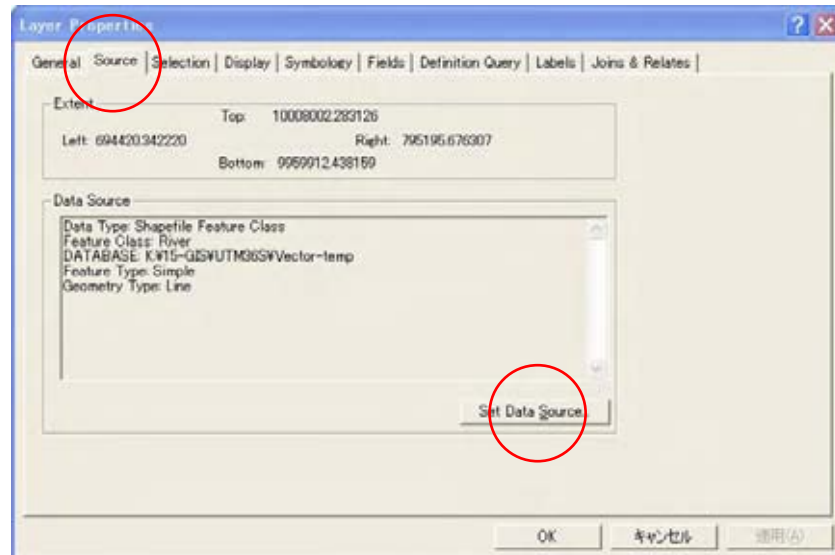 Layer Properties
General Source Selection Display Symbology Fields Definition Query Labels Joins & Relates
Extent
Top: 10008002.283126
Left: 694420.342220 Right: 795195.676307
Bottom: 9959912.438159
Data Source
Data Type: Shapefile Feature Class
Feature Class: River
DATABASE: K:¥15-GIS¥UTM36S¥Vector-temp
Feature Type: Simple
Geometry Type: Line
Set Data Source...
OK キャンセル 適用(A)